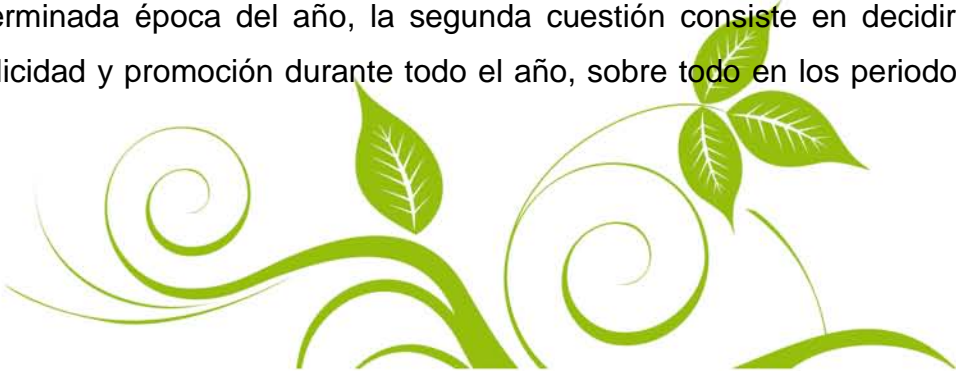 erminada época del año, la segunda cuestión consiste en decidir
licidad y promoción durante todo el año, sobre todo en los periodo